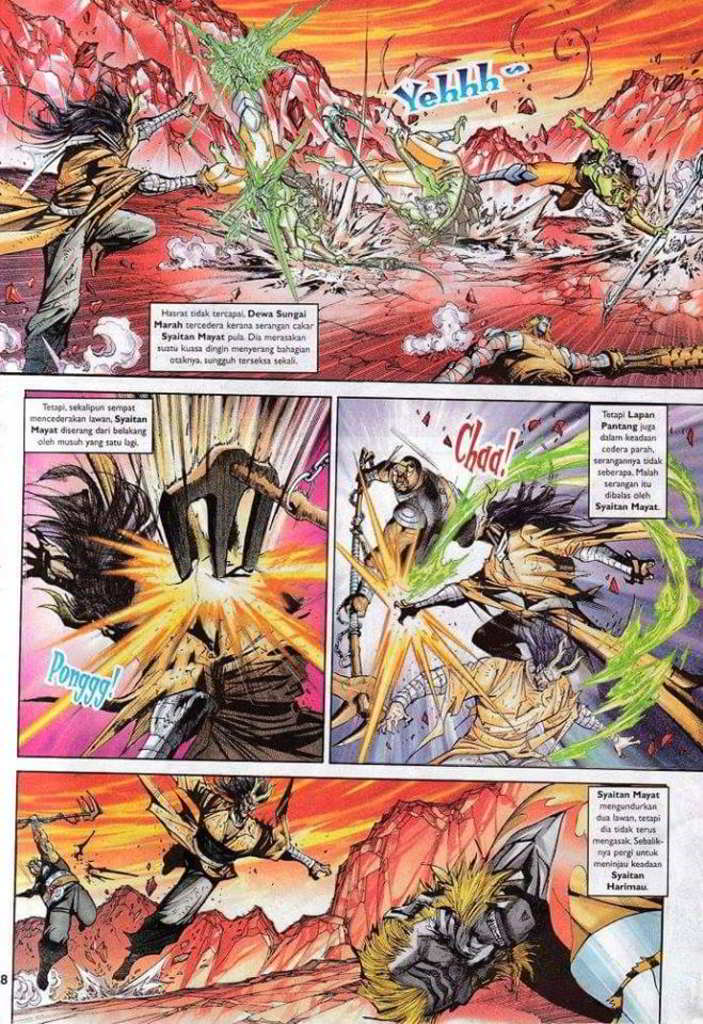 Yehhh
Hasrat tidak tercapai, Dewa Sungai
Marah tercedera kerana serangan cakar
Syaitan Mayat pula. Dia merasakan
suatu kuasa dingin menyerang bahagian
otaknya, sungguh terseksa sekali.
Tetapi, sekalipun sempat
mencederakan lawan, Syaitan
Mayat diserang dari belakang
oleh musuh yang satu lagi.
Ponggg!
Chaa!
Tetapi Lapan
Pantang juga
dalam keadaan
cedera parah,
serangannya tidak
seberapa. Malah
serangan itu
dibalas oleh
Syaitan Mayat.
Syaitan Mayat
mengundurkan
dua lawan, tetapi
dia tidak terus
mengasak. Sebalik-
nya pergi untuk
meninjau keadaan
Syaitan
Harimau.
8